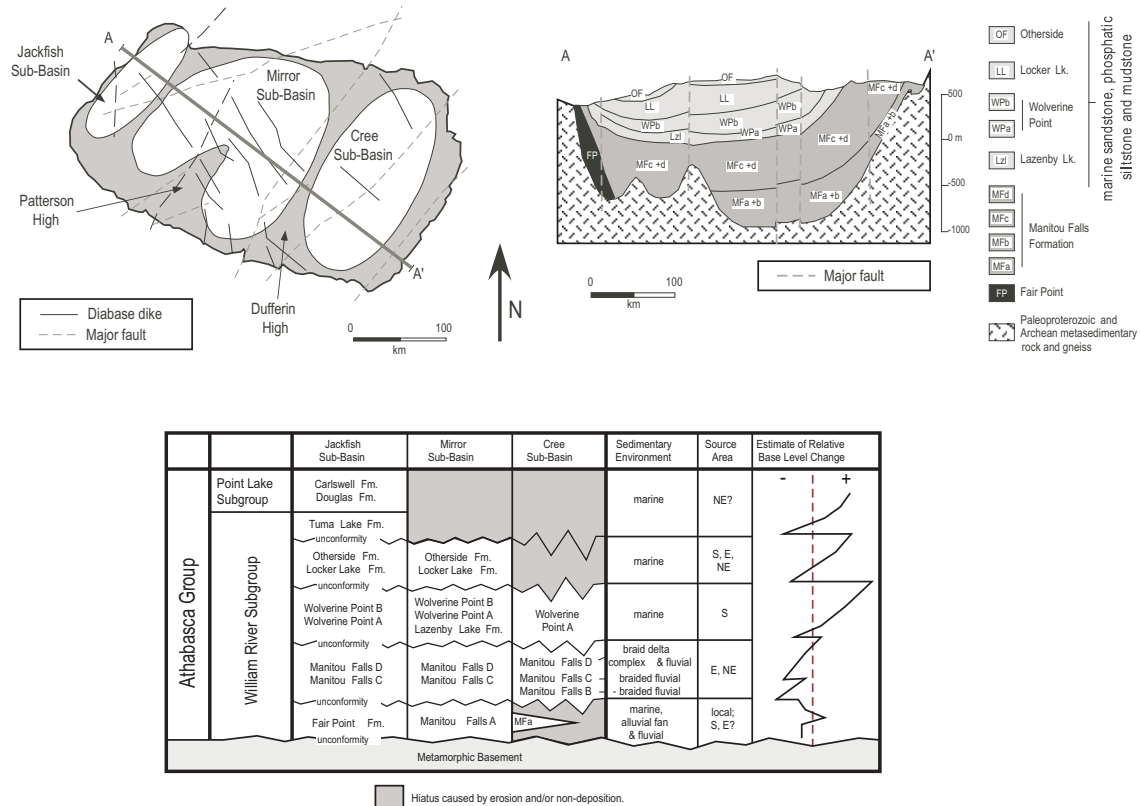 A
Jackfish
Sub-Basin
Mirror
Sub-Basin
Cree
Sub-Basin
Patterson
High
A'
Dufferin
High
Diabase dike
Major fault
0 100
km
N
A A'
OF
OF
LL
LL
WPb
WPb
WPb
WPa
WPa
Lzl
FP
MFc +d
MFc +d
MFc +d
MFc +d
MFa +b
MFa +b
MFa +b
500
0 m
-500
-1000
0 100
km
Major fault
OF Otherside
LL Locker Lk.
WPb Wolverine
WPa Point
Lzl Lazenby Lk.
marine sandstone, phosphatic
siltstone and mudstone
MFd
MFc Manitou Falls
MFb Formation
MFa
FP Fair Point
Paleoproterozoic and
Archean metasedimentary
rock and gneiss
Jackfish
Sub-Basin
Mirror
Sub-Basin
Cree
Sub-Basin
Sedimentary
Environment
Source
Area
Estimate of Relative
Base Level Change
Athabasca Group
Point Lake
Subgroup
William River Subgroup
Carlswell Fm.
Douglas Fm.
marine
NE?
- +
Tuma Lake Fm.
unconformity
Otherside Fm.
Locker Lake Fm.
Otherside Fm.
Locker Lake Fm.
marine
S, E,
NE
unconformity
Wolverine Point B
Wolverine Point A
Wolverine Point B
Wolverine Point A
Lazenby Lake Fm.
Wolverine
Point A
marine
S
unconformity
Manitou Falls D
Manitou Falls C
Manitou Falls D
Manitou Falls C
Manitou Falls D
Manitou Falls C
Manitou Falls B
braid delta
complex & fluvial
braided fluvial
- braided fluvial
E, NE
unconformity
Fair Point Fm.
Manitou Falls A
MFa
marine,
alluvial fan
& fluvial
local;
S, E?
unconformity
Metamorphic Basement
Hiatus caused by erosion and/or non-deposition.